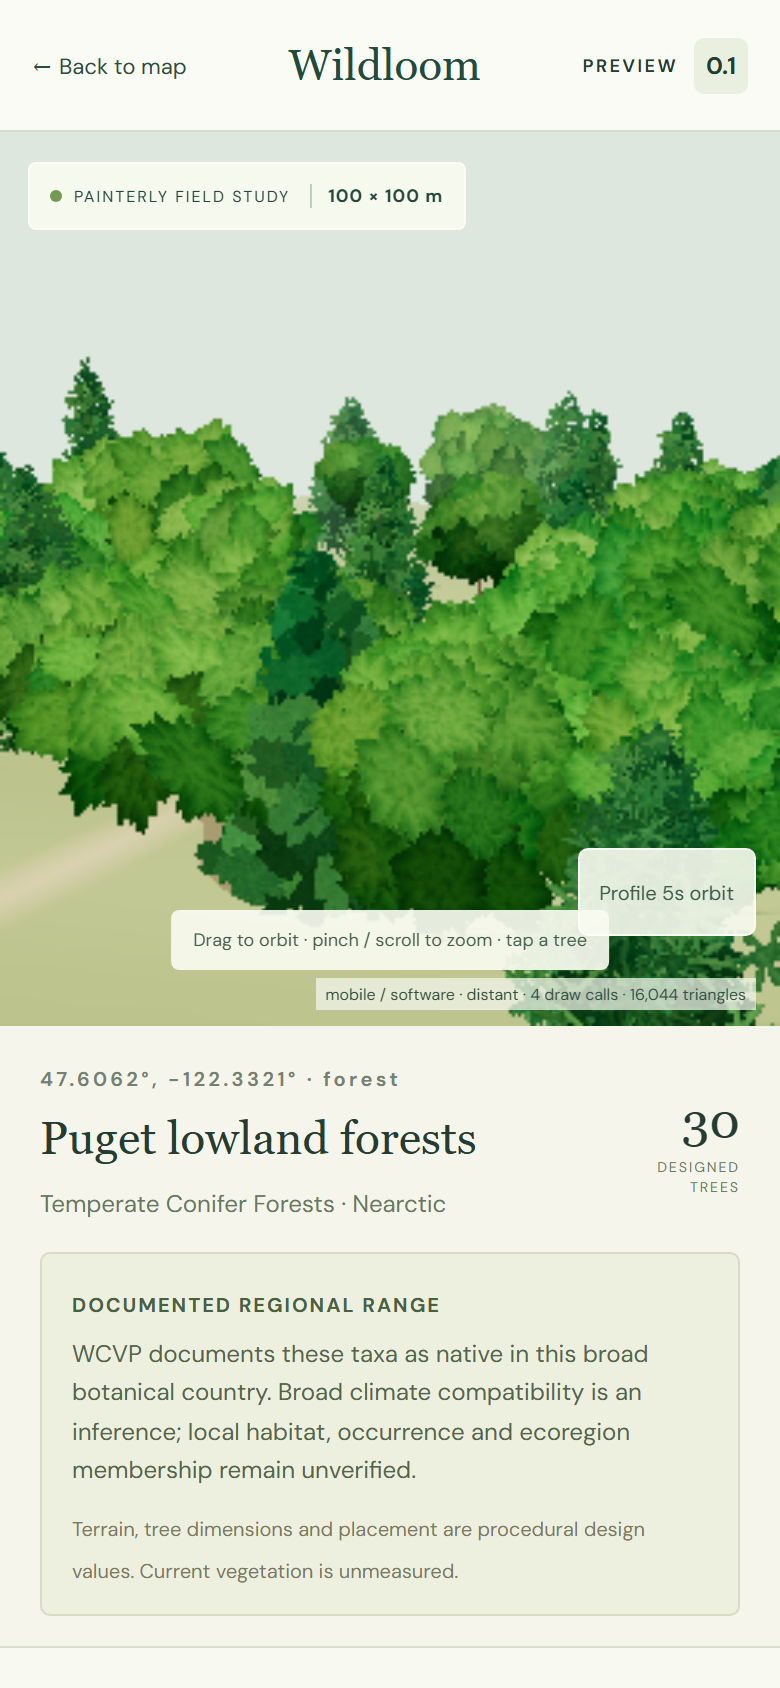 ← Back to map
Wildloom
PREVIEW 0.1
PAINTERLY FIELD STUDY | 100 × 100 m
Profile 5s orbit
Drag to orbit · pinch / scroll to zoom · tap a tree
mobile / software · distant · 4 draw calls · 16,044 triangles
47.6062°, -122.3321° · forest
Puget lowland forests
30
DESIGNED
TREES
Temperate Conifer Forests · Nearctic
DOCUMENTED REGIONAL RANGE
WCVP documents these taxa as native in this broad
botanical country. Broad climate compatibility is an
inference; local habitat, occurrence and ecoregion
membership remain unverified.
Terrain, tree dimensions and placement are procedural design
values. Current vegetation is unmeasured.